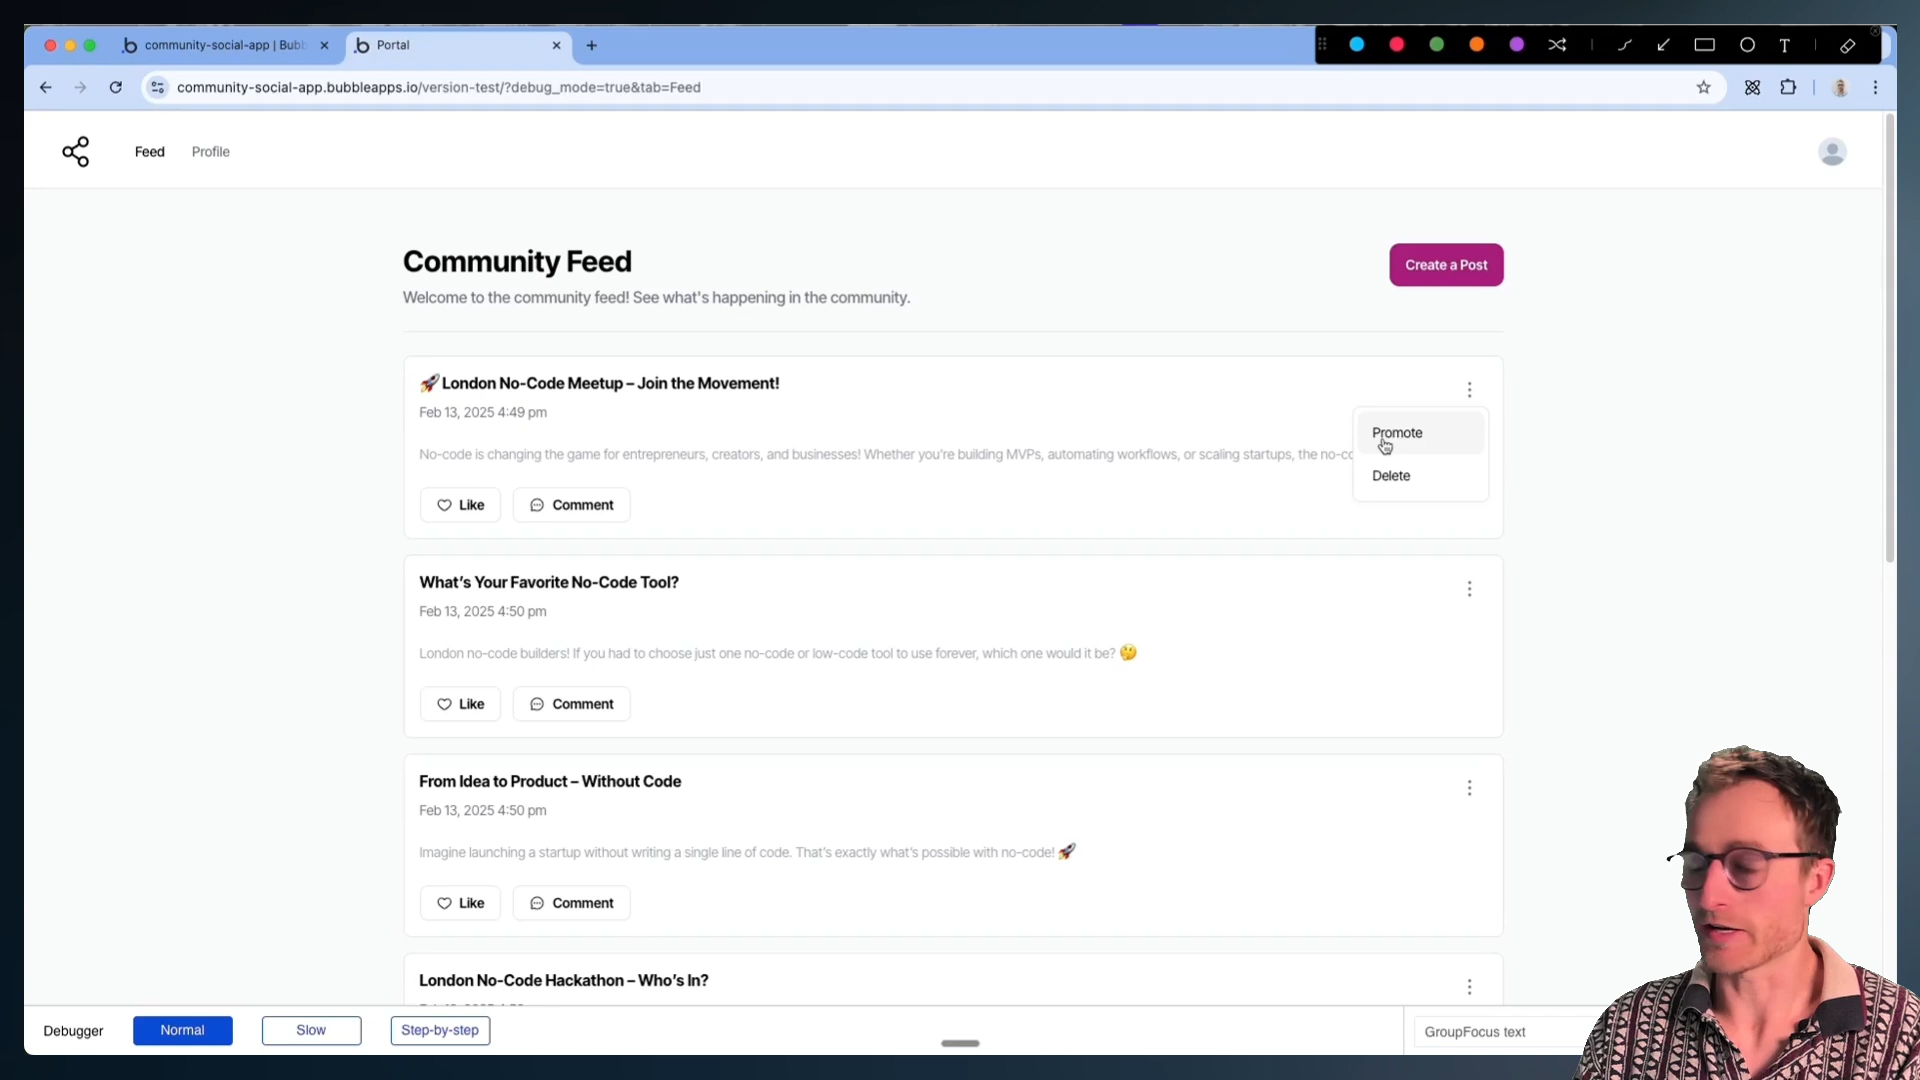 community-social-app | Bubb
Portal
community-social-app.bubbleapps.io/version-test/?debug_mode=true&tab=Feed
Feed
Profile
Community Feed
Welcome to the community feed! See what's happening in the community.
Create a Post
🚀 London No-Code Meetup – Join the Movement!
Feb 13, 2025 4:49 pm
No-code is changing the game for entrepreneurs, creators, and businesses! Whether you're building MVPs, automating workflows, or scaling startups, the no-co
Promote
Delete
Like
Comment
What's Your Favorite No-Code Tool?
Feb 13, 2025 4:50 pm
London no-code builders! If you had to choose just one no-code or low-code tool to use forever, which one would it be? 🤔
Like
Comment
From Idea to Product – Without Code
Feb 13, 2025 4:50 pm
Imagine launching a startup without writing a single line of code. That's exactly what's possible with no-code! 🚀
Like
Comment
London No-Code Hackathon – Who's In?
Debugger
Normal
Slow
Step-by-step
GroupFocus text